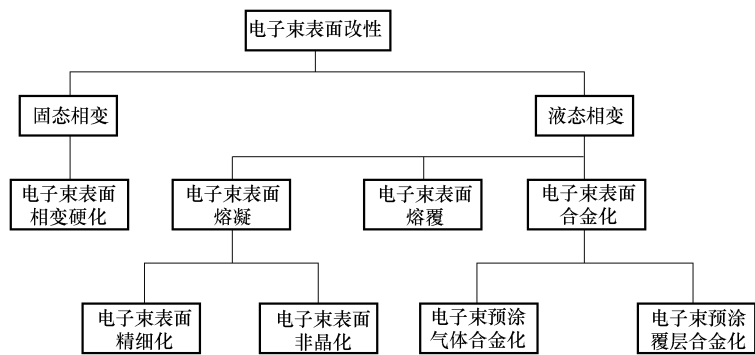 电子束表面改性
固态相变
液态相变
电子束表面
相变硬化
电子束表面
熔凝
电子束表面
熔覆
电子束表面
合金化
电子束表面
精细化
电子束表面
非晶化
电子束预涂
气体合金化
电子束预涂
覆层合金化